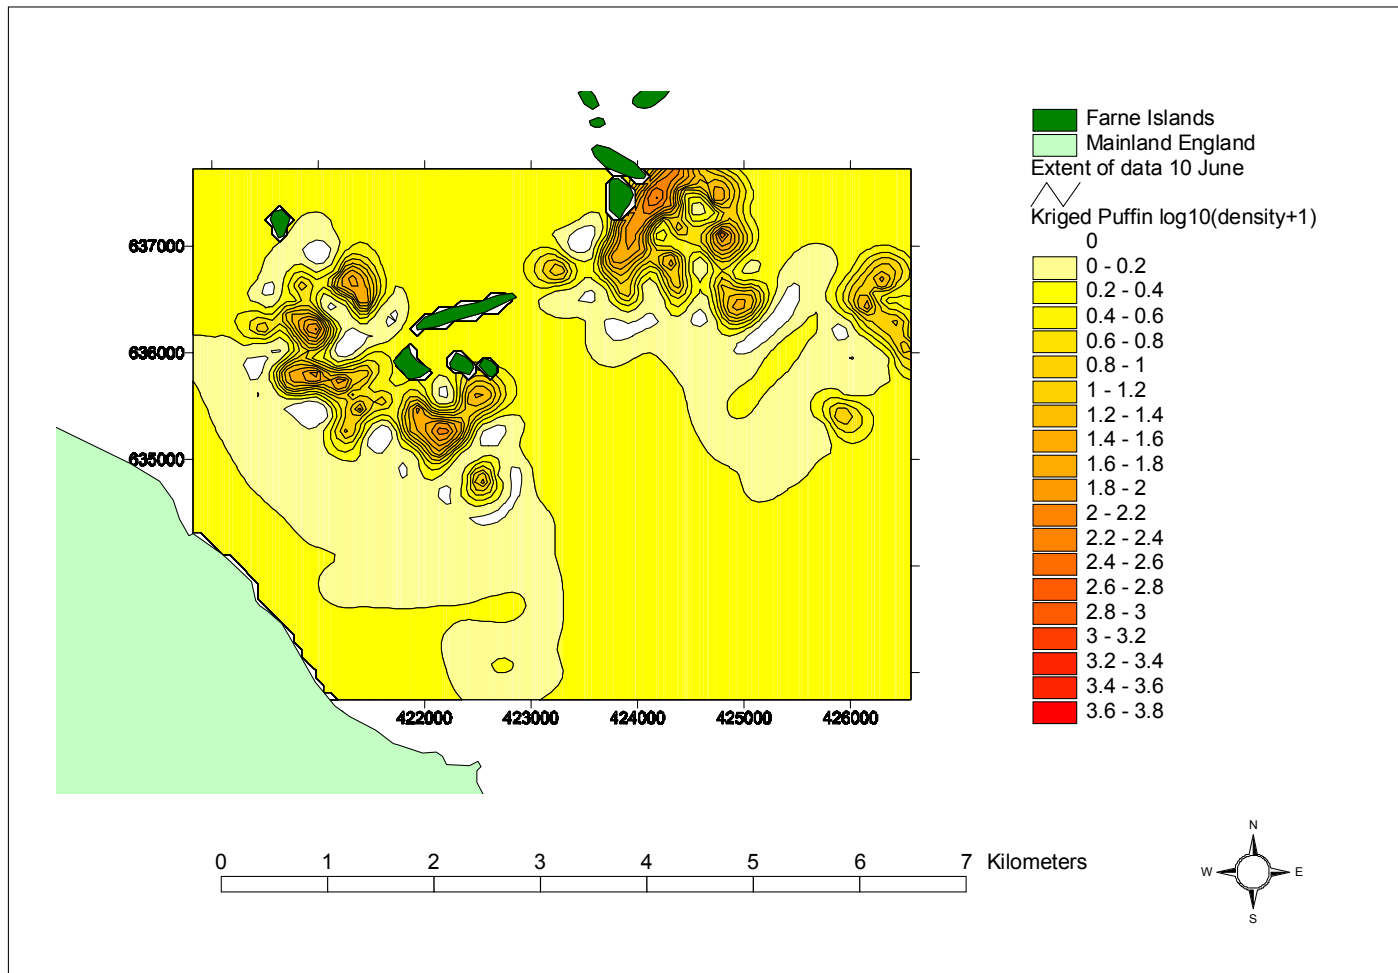 Farne Islands
Mainland England
Extent of data 10 June
Kriged Puffin log10(density+1)
0
0 - 0.2
0.2 - 0.4
0.4 - 0.6
0.6 - 0.8
0.8 - 1
1 - 1.2
1.2 - 1.4
1.4 - 1.6
1.6 - 1.8
1.8 - 2
2 - 2.2
2.2 - 2.4
2.4 - 2.6
2.6 - 2.8
2.8 - 3
3 - 3.2
3.2 - 3.4
3.4 - 3.6
3.6 - 3.8
637000
636000
635000
422000 423000 424000 425000 426000
0 1 2 3 4 5 6 7 Kilometers
N
W E
S